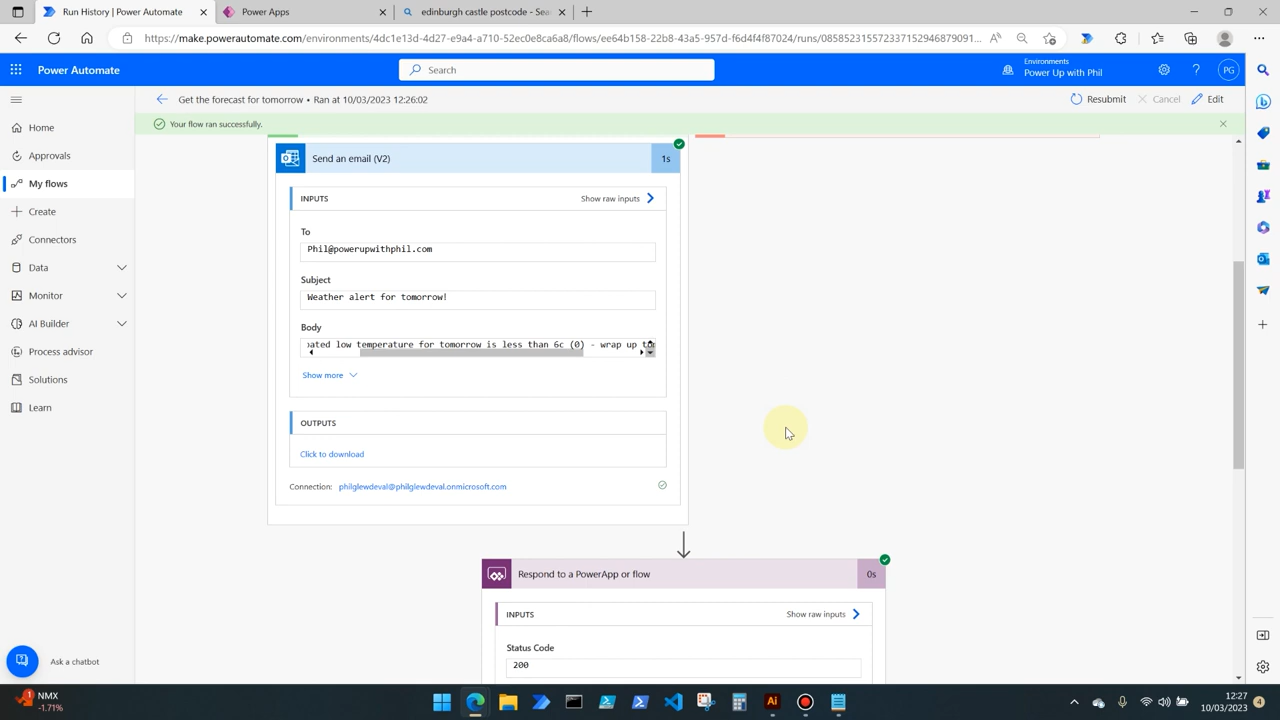 Run History | Power Automate
Power Apps
edinburgh castle postcode - Sea
https://make.powerautomate.com/environments/4dc1e13d-4d27-e9a4-a710-52ec0e8ca6a8/flows/ee64b158-22b8-43a5-957d-f6d4f4f87024/runs/085852315572337152946879091...
Power Automate
Search
Environments
Power Up with Phil
PG
Get the forecast for tomorrow • Ran at 10/03/2023 12:26:02
Resubmit
Cancel
Edit
Your flow ran successfully.
Home
Approvals
My flows
Create
Connectors
Data
Monitor
AI Builder
Process advisor
Solutions
Learn
Ask a chatbot
Send an email (V2)
1s
INPUTS
Show raw inputs
To
Phil@powerupwithphil.com
Subject
Weather alert for tomorrow!
Body
pated low temperature for tomorrow is less than 6c (0) - wrap up
Show more
OUTPUTS
Click to download
Connection: philglewdeval@philglewdeval.onmicrosoft.com
Respond to a PowerApp or flow
0s
INPUTS
Show raw inputs
Status Code
200
NMX
-1.71%
12:27
10/03/2023
4